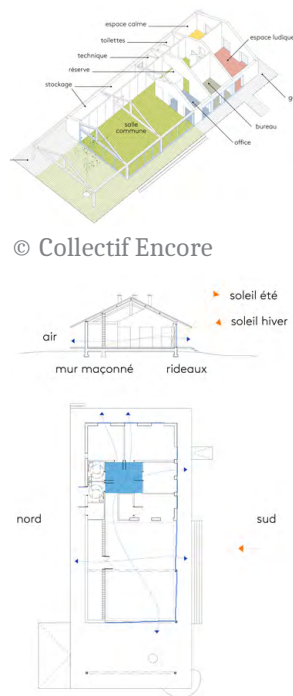 espace calme
toilettes
espace ludique
technique
réserve
stockage
salle
commune
bureau
office
© Collectif Encore
soleil été
soleil hiver
air
mur maçonné
rideaux
nord
sud